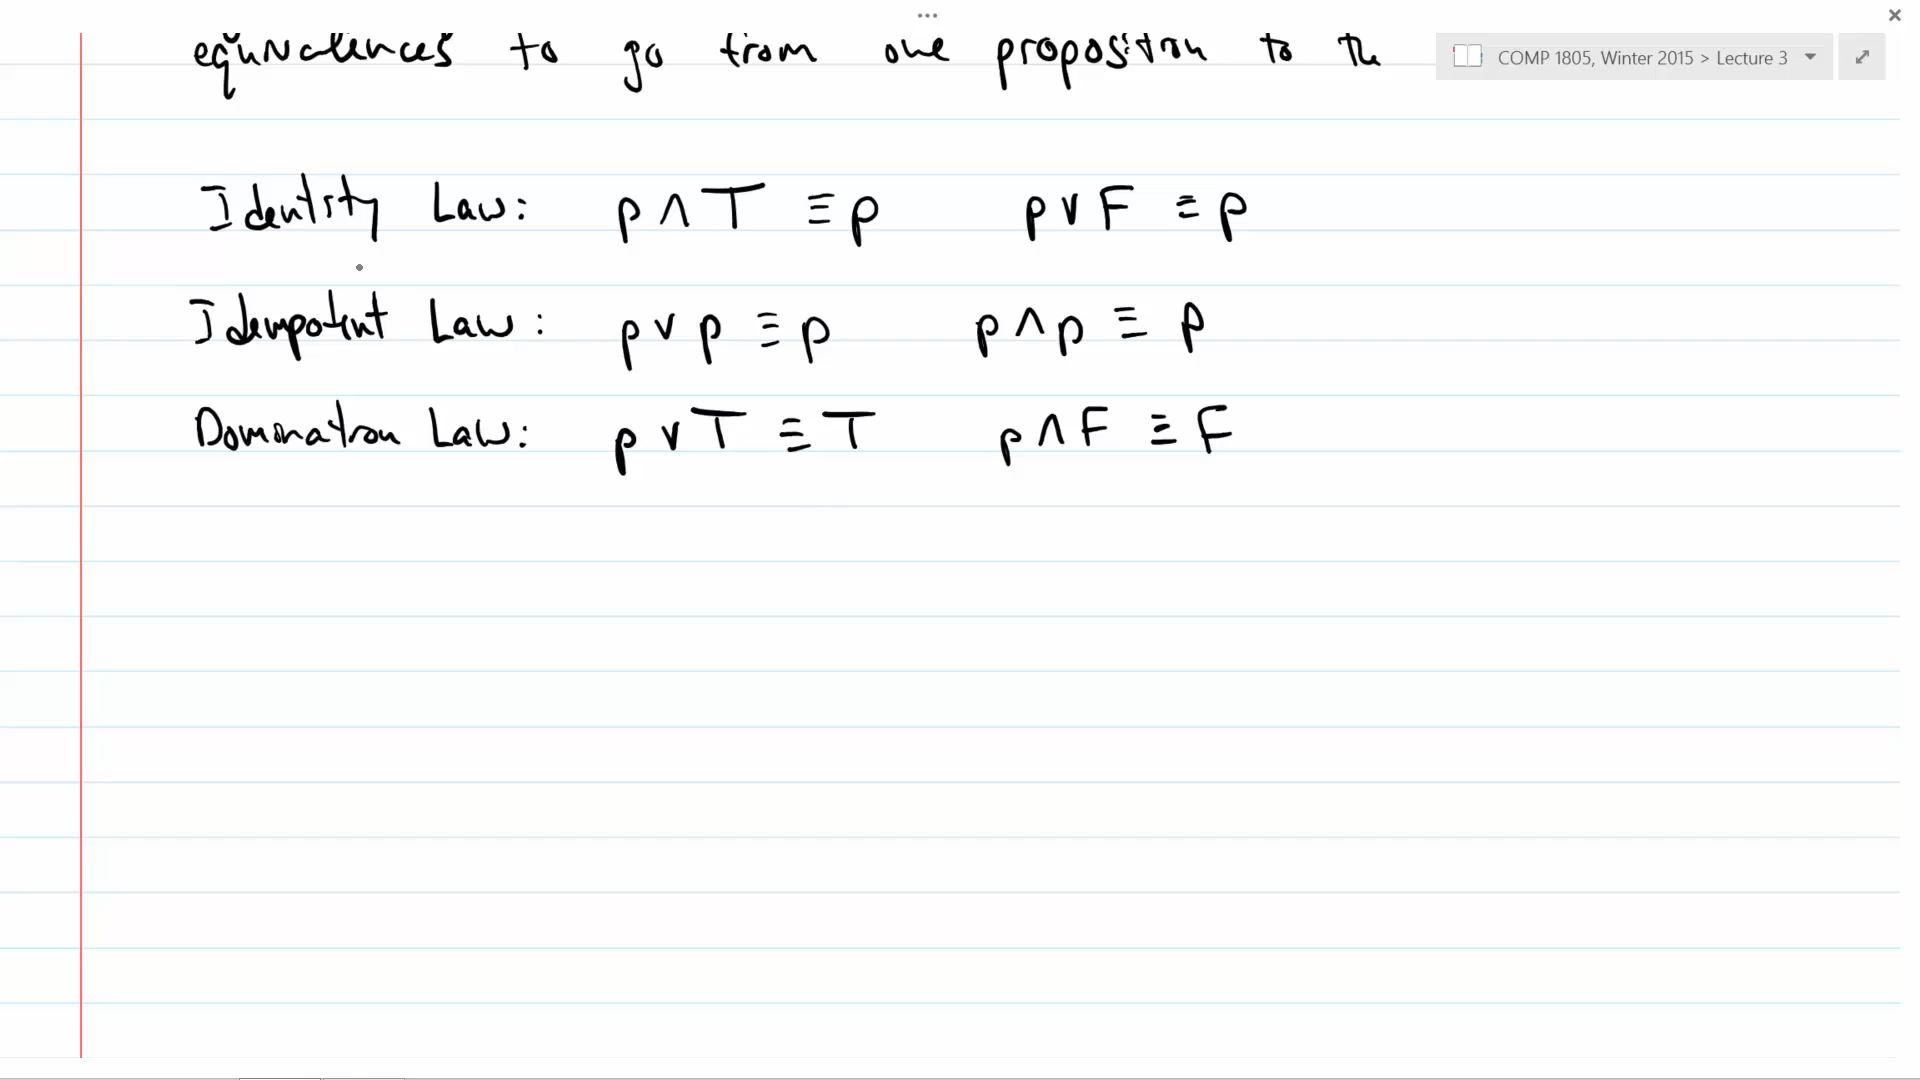 equivalences to go from one proposition to the
COMP 1805, Winter 2015 > Lecture 3
Identity Law: p ∧ T ≡ p p ∨ F ≡ p
Idempotent Law: p ∨ p ≡ p p ∧ p ≡ p
Domination Law: p ∨ T ≡ T p ∧ F ≡ F